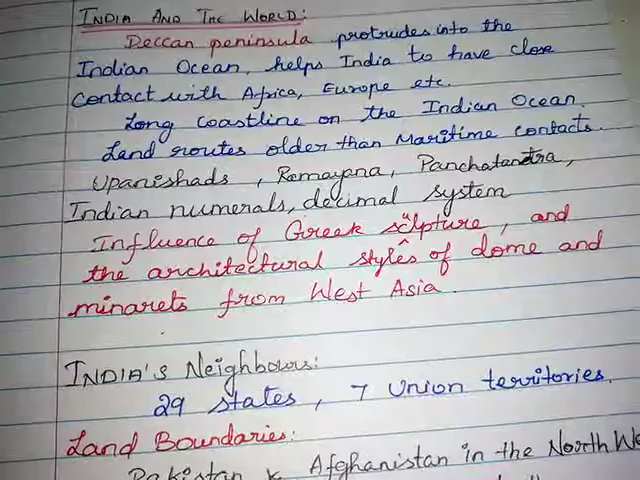 INDIA AND THE WORLD:
Deccan peninsula protrudes into the
Indian Ocean, helps India to have close
contact with Africa, Europe etc.
Long coastline on the Indian Ocean.
Land routes older than Maritime contacts.
Upanishads, Ramayana, Panchatandra,
Indian numerals, decimal system
Influence of Greek sculpture, and
the architectural styles of dome and
minarets from West Asia.
INDIA'S Neighbours:
29 states, 7 Union territories.
Land Boundaries:
Pakistan & Afghanistan in the North We